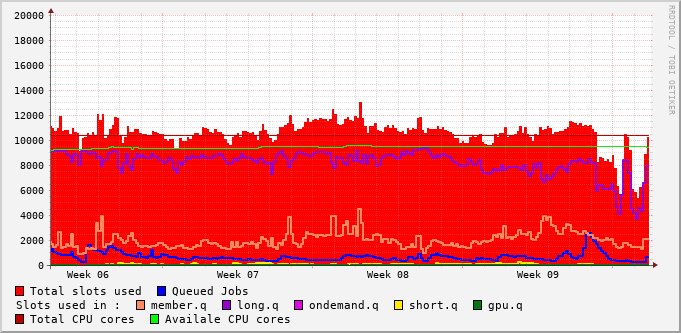 20000
18000
16000
14000
12000
10000
8000
6000
4000
2000
0
Week 06 Week 07 Week 08 Week 09
RRDTOOL / TOBI OETIKER
Total slots used Queued Jobs
Slots used in : member.q long.q ondemand.q short.q gpu.q
Total CPU cores Availale CPU cores